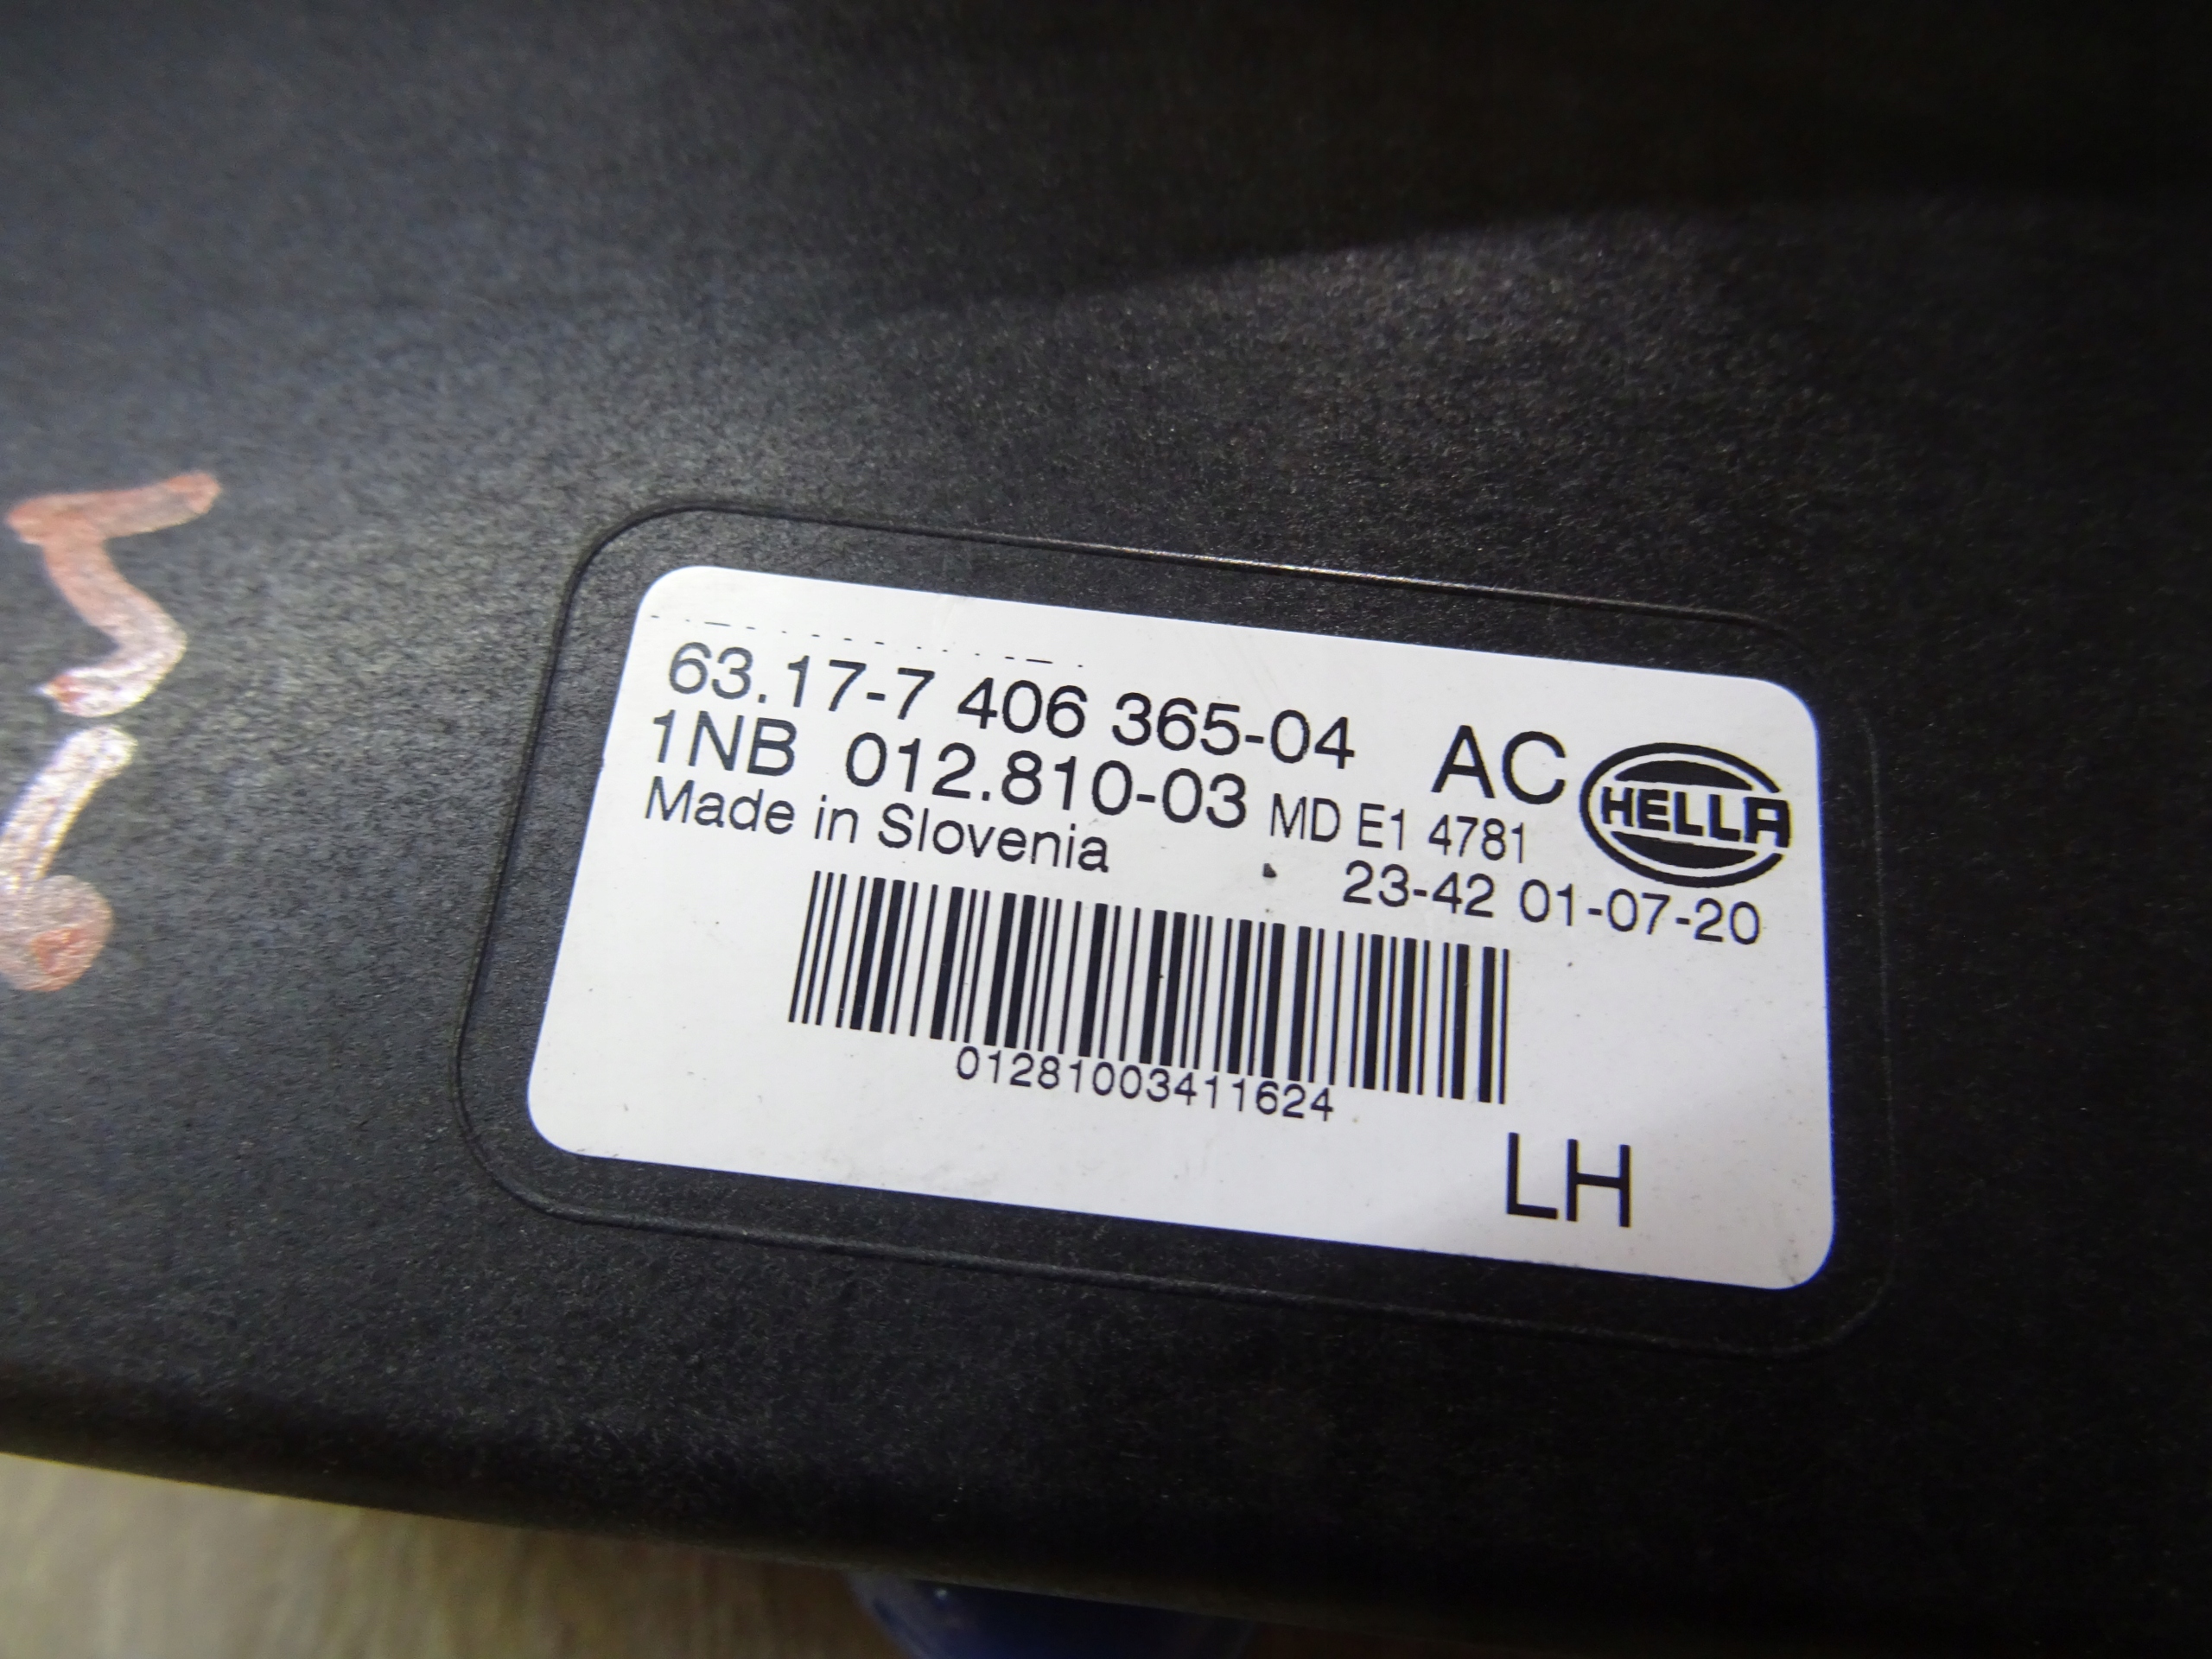 63.17-7 406 365-04 AC
1NB 012.810-03 MD E1 4781
HELLA
Made in Slovenia
23-42 01-07-20
01281003411624
LH